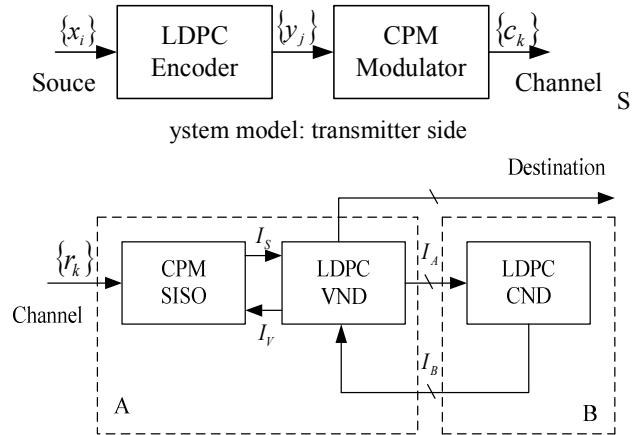 {x_i}
Souce
LDPC
Encoder
{y_j}
CPM
Modulator
{c_k}
Channel
S
ystem model: transmitter side
Destination
{r_k}
Channel
CPM
SISO
I_S
I_V
LDPC
VND
I_A
I_B
LDPC
CND
A
B